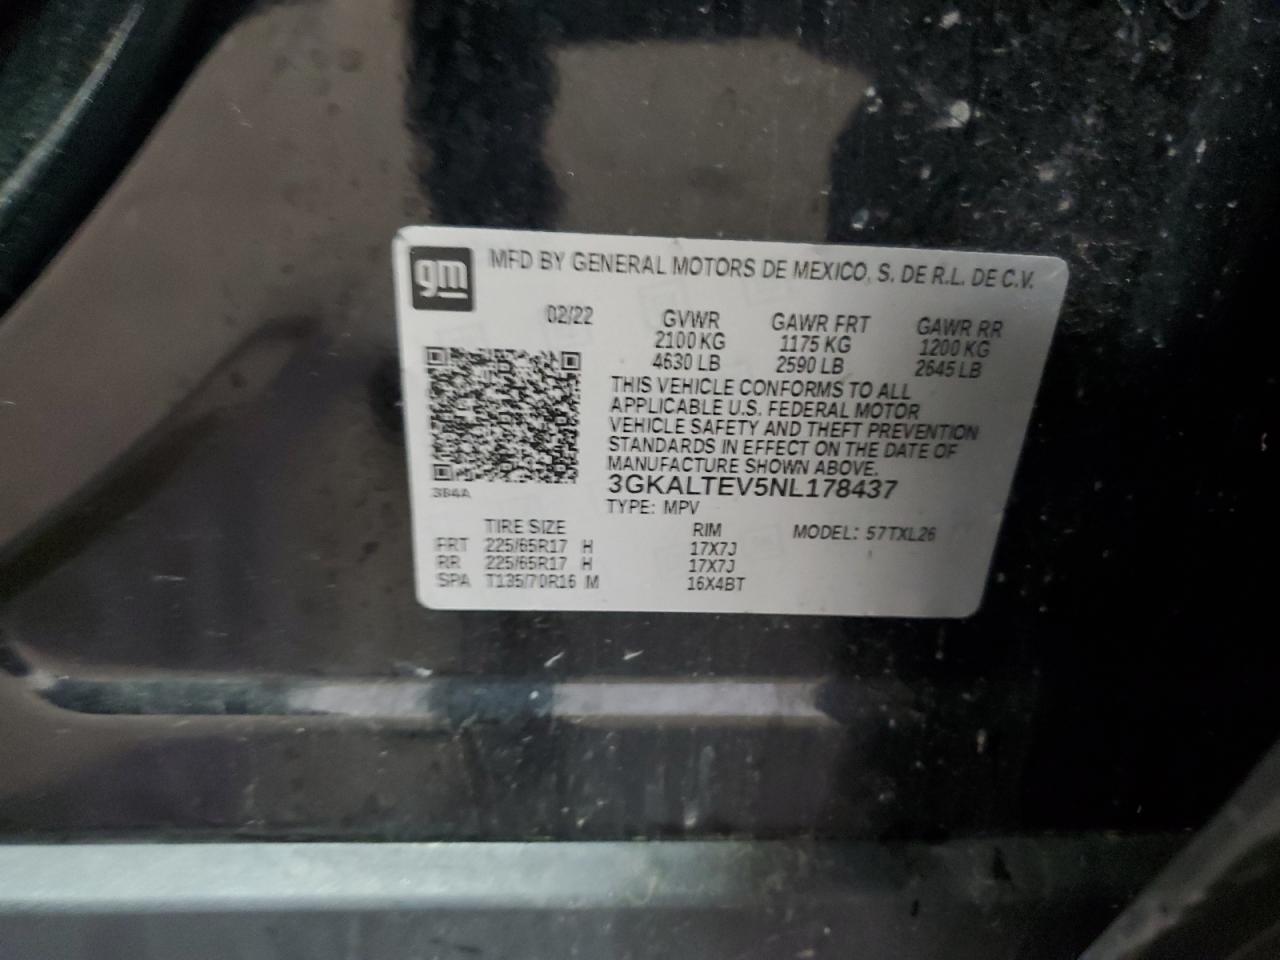 gm
MFD BY GENERAL MOTORS DE MEXICO, S. DE R.L. DE C.V.
02/22 GVWR GAWR FRT GAWR RR
2100 KG 1175 KG 1200 KG
4630 LB 2590 LB 2645 LB
THIS VEHICLE CONFORMS TO ALL
APPLICABLE U.S. FEDERAL MOTOR
VEHICLE SAFETY AND THEFT PREVENTION
STANDARDS IN EFFECT ON THE DATE OF
MANUFACTURE SHOWN ABOVE.
3GKALTEV5NL178437
384A
TYPE: MPV
TIRE SIZE RIM MODEL: 57TXL26
FRT 225/65R17 H 17X7J
RR 225/65R17 H 17X7J
SPA T135/70R16 M 16X4BT